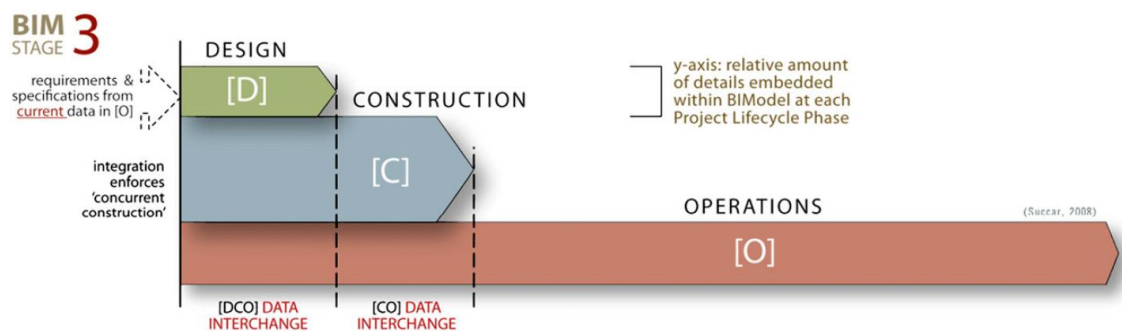 BIM
STAGE 3
requirements &
specifications from
current data in [O]
DESIGN
[D]
y-axis: relative amount
of details embedded
within BIModel at each
Project Lifecycle Phase
CONSTRUCTION
[C]
integration
enforces
'concurrent
construction'
OPERATIONS
(Succar, 2008)
[O]
[DCO] DATA
INTERCHANGE
[CO] DATA
INTERCHANGE